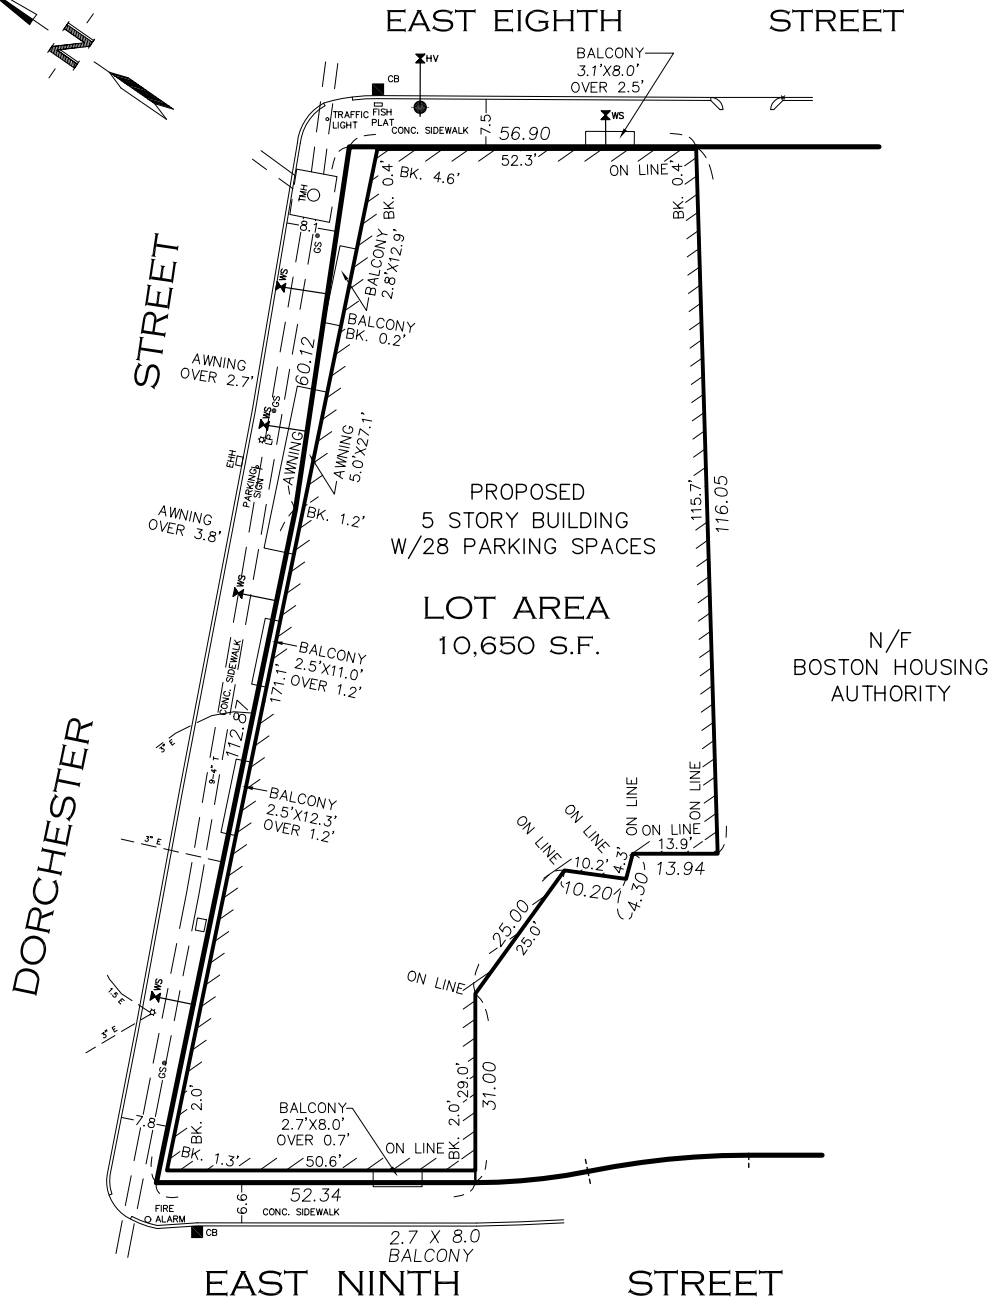 EAST EIGHTH STREET
N
HV
CB
BALCONY
3.1'X8.0'
OVER 2.5'
TRAFFIC
LIGHT
FISH
PLAT
CONC. SIDEWALK
7.5
56.90
WS
52.3'
ON LINE
BK. 0.4'
BK. 4.6'
BK. 0.4'
TMH
8.1
GS
WS
BALCONY
2.8'X12.9'
BALCONY
BK. 0.2'
STREET
AWNING
OVER 2.7'
60.12
WS
GS
LP
EHH
PARKING
SIGN
AWNING
AWNING
5.0'X27.1'
BK. 1.2'
AWNING
OVER 3.8'
PROPOSED
5 STORY BUILDING
W/28 PARKING SPACES
115.7'
116.05
LOT AREA
10,650 S.F.
WS
CONC. SIDEWALK
BALCONY
2.5'X11.0'
OVER 1.2'
171.1'
112.87
N/F
BOSTON HOUSING
AUTHORITY
3" E
9-4" T
DORCHESTER
BALCONY
2.5'X12.3'
OVER 1.2'
3" E
ON LINE
ON LINE
ON LINE
ON LINE
ON LINE
13.9'
13.94
10.2'
10.20
4.3'
4.30
25.00
25.0'
ON LINE
WS
1.5 E
3" E
GS
29.0'
31.00
7.8
BK. 2.0'
BK. 1.3'
BALCONY
2.7'X8.0'
OVER 0.7'
ON LINE
BK. 2.0'
50.6'
6.6
52.34
CONC. SIDEWALK
FIRE
ALARM
CB
2.7 X 8.0
BALCONY
EAST NINTH STREET